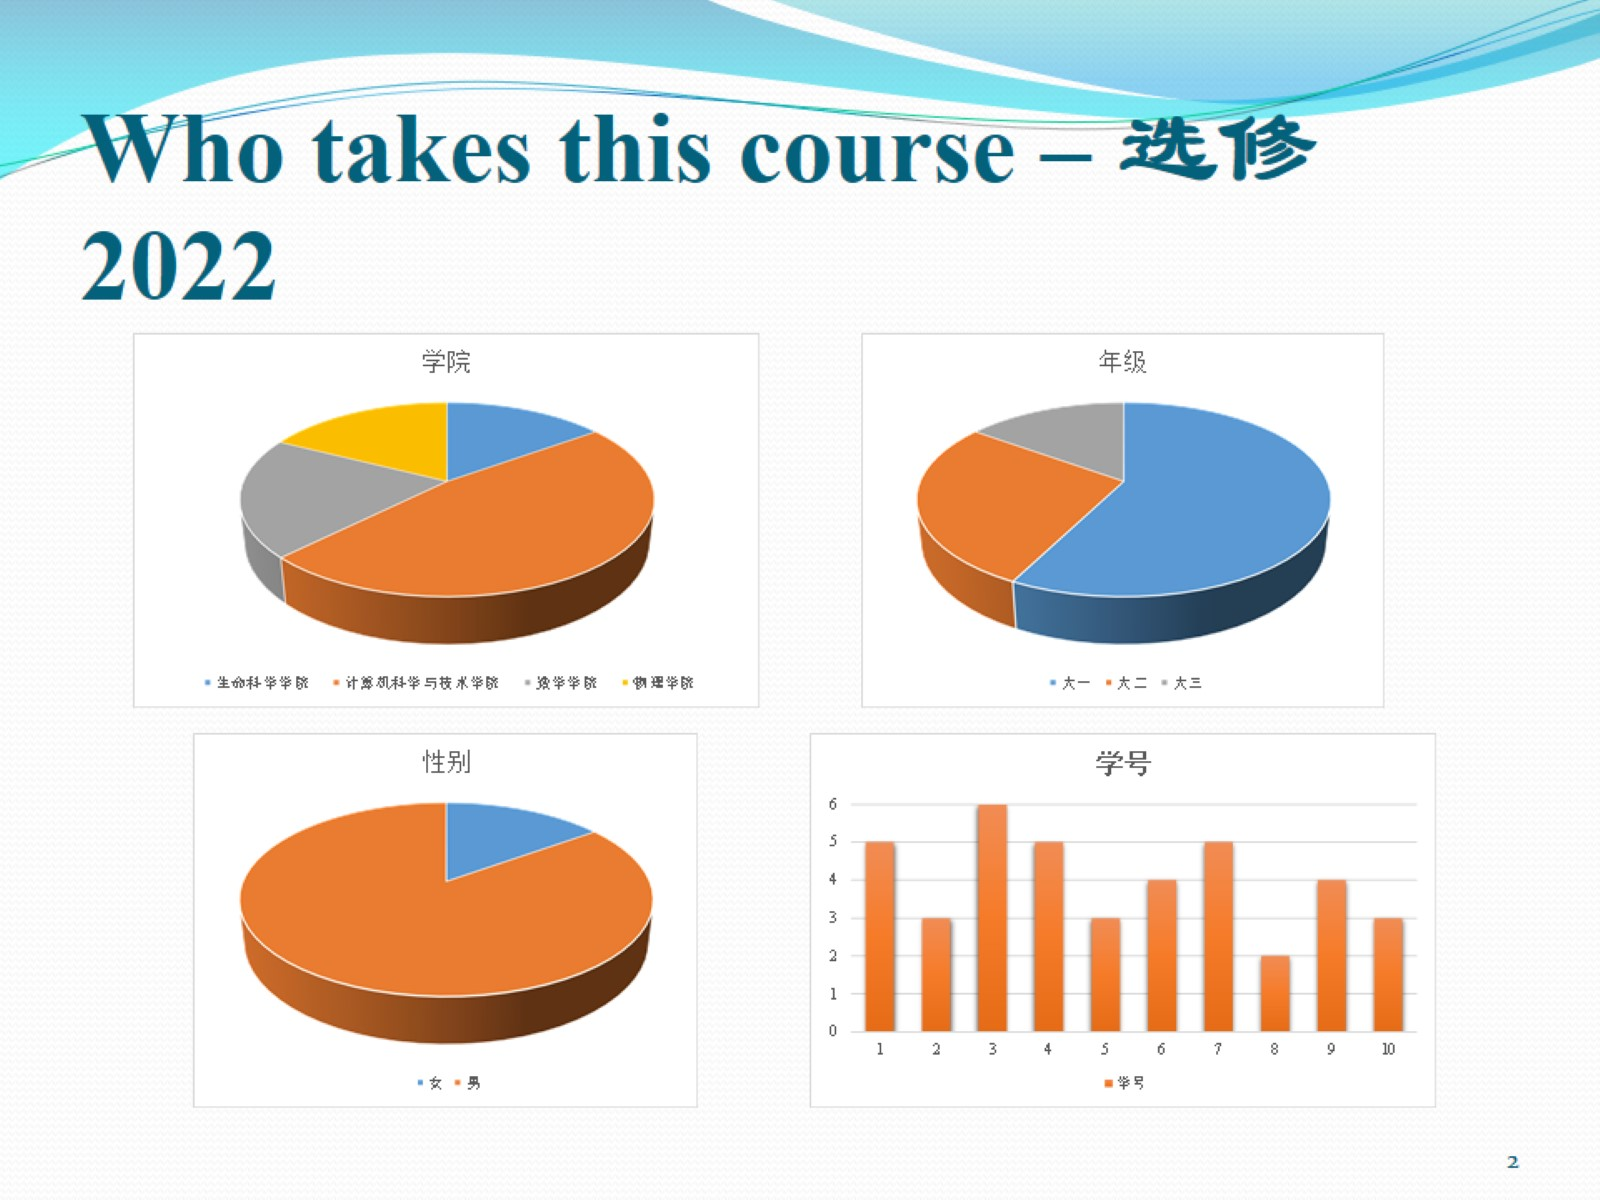 Who takes this course – 选修
2022
学院
生命科学学院 计算机科学与技术学院 数学学院 物理学院
年级
大一 大二 大三
性别
女 男
学号
6
5
4
3
2
1
0
1 2 3 4 5 6 7 8 9 10
学号
2